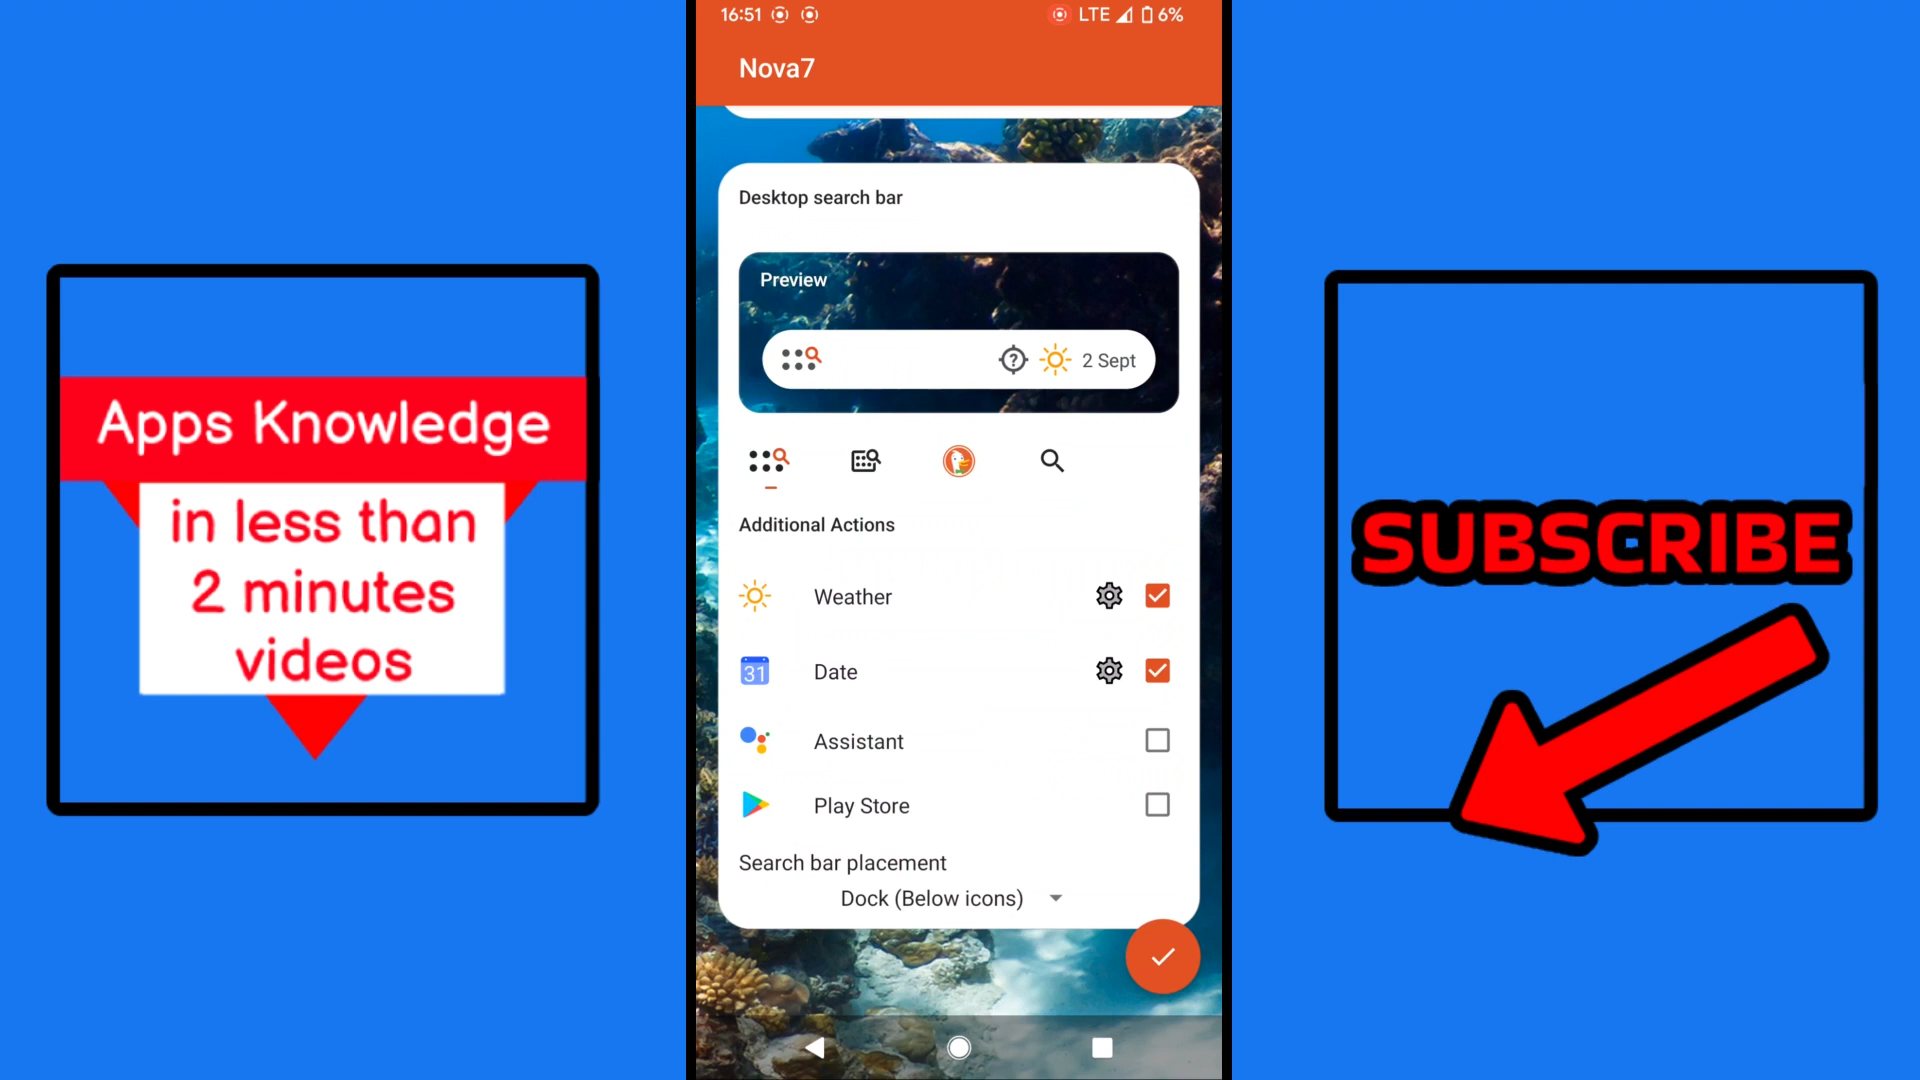 16:51
LTE
6%
Nova7
Desktop search bar
Preview
2 Sept
Additional Actions
Weather
31
Date
Assistant
Play Store
Search bar placement
Dock (Below icons)
Apps Knowledge
in less than
2 minutes
videos
SUBSCRIBE